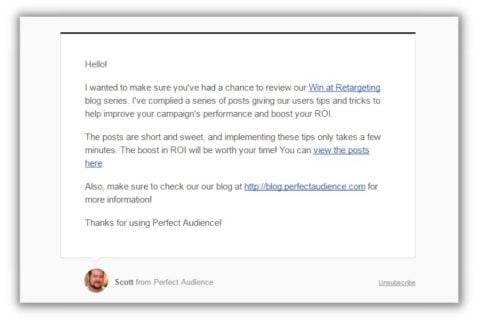 Hello!
I wanted to make sure you've had a chance to review our Win at Retargeting
blog series. I've complied a series of posts giving our users tips and tricks to
help improve your campaign's performance and boost your ROI.
The posts are short and sweet, and implementing these tips only takes a few
minutes. The boost in ROI will be worth your time! You can view the posts
here.
Also, make sure to check our our blog at http://blog.perfectaudience.com for
more information!
Thanks for using Perfect Audience!
Scott from Perfect Audience
Unsubscribe